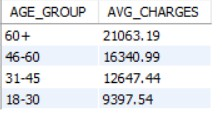 AGE_GROUP AVG_CHARGES
60+ 21063.19
46-60 16340.99
31-45 12647.44
18-30 9397.54